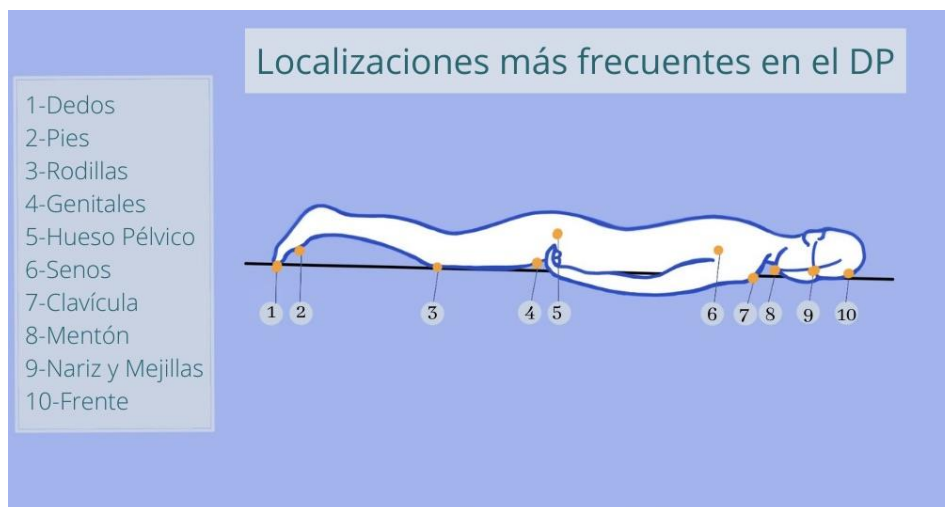 Localizaciones más frecuentes en el DP
1-Dedos
2-Pies
3-Rodillas
4-Genitales
5-Hueso Pélvico
6-Senos
7-Clavícula
8-Mentón
9-Nariz y Mejillas
10-Frente
1 2 3 4 5 6 7 8 9 10